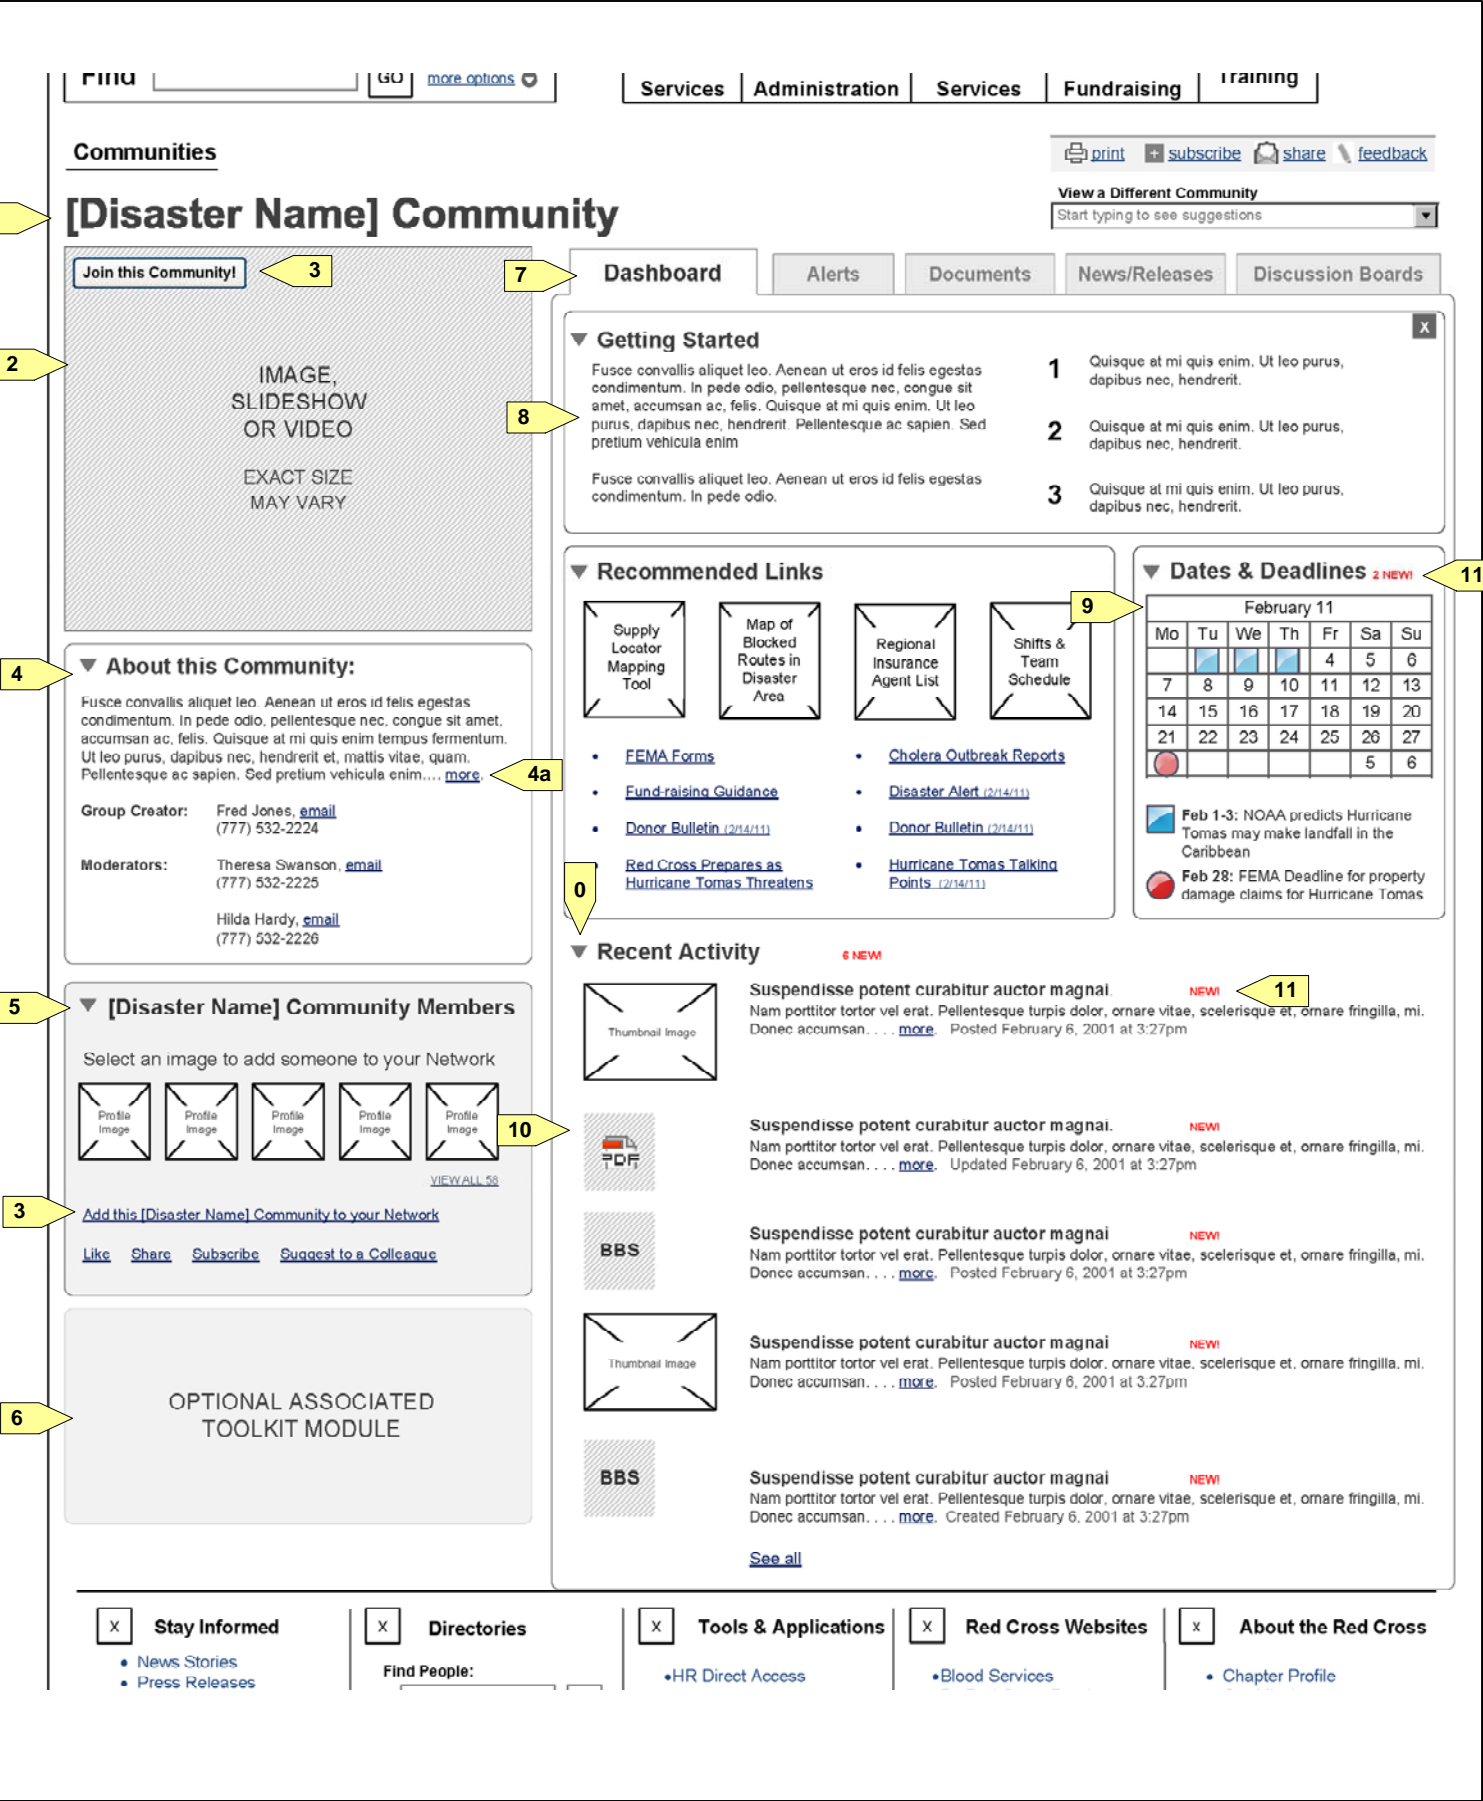 Find
GO
more options
Services
Administration
Services
Fundraising
Training
Communities
print
subscribe
share
feedback
[Disaster Name] Community
View a Different Community
Start typing to see suggestions
Join this Community!
3
2
IMAGE,
SLIDESHOW
OR VIDEO
EXACT SIZE
MAY VARY
4
About this Community:
Fusce convallis aliquet leo. Aenean ut eros id felis egestas
condimentum. In pede odio, pellentesque nec, congue sit amet,
accumsan ac, felis. Quisque at mi quis enim tempus fermentum.
Ut leo purus, dapibus nec, hendrerit et, mattis vitae, quam.
Pellentesque ac sapien. Sed pretium vehicula enim.... more.
4a
Group Creator:
Fred Jones, email
(777) 532-2224
Moderators:
Theresa Swanson, email
(777) 532-2225
Hilda Hardy, email
(777) 532-2226
5
[Disaster Name] Community Members
Select an image to add someone to your Network
Profile
Image
Profile
Image
Profile
Image
Profile
Image
Profile
Image
VIEW ALL 58
3
Add this [Disaster Name] Community to your Network
Like
Share
Subscribe
Suggest to a Colleague
6
OPTIONAL ASSOCIATED
TOOLKIT MODULE
7
Dashboard
Alerts
Documents
News/Releases
Discussion Boards
X
Getting Started
8
Fusce convallis aliquet leo. Aenean ut eros id felis egestas
condimentum. In pede odio, pellentesque nec, congue sit
amet, accumsan ac, felis. Quisque at mi quis enim. Ut leo
purus, dapibus nec, hendrerit. Pellentesque ac sapien. Sed
pretium vehicula enim
Fusce convallis aliquet leo. Aenean ut eros id felis egestas
condimentum. In pede odio.
1
Quisque at mi quis enim. Ut leo purus,
dapibus nec, hendrerit.
2
Quisque at mi quis enim. Ut leo purus,
dapibus nec, hendrerit.
3
Quisque at mi quis enim. Ut leo purus,
dapibus nec, hendrerit.
Recommended Links
Supply
Locator
Mapping
Tool
Map of
Blocked
Routes in
Disaster
Area
Regional
Insurance
Agent List
Shifts &
Team
Schedule
• FEMA Forms
• Fund-raising Guidance
• Donor Bulletin (2/14/11)
• Red Cross Prepares as
Hurricane Tomas Threatens
• Cholera Outbreak Reports
• Disaster Alert (2/14/11)
• Donor Bulletin (2/14/11)
• Hurricane Tomas Talking
Points (2/14/11)
9
Dates & Deadlines 2 NEW!
11
February 11
Mo Tu We Th Fr Sa Su
4 5 6
7 8 9 10 11 12 13
14 15 16 17 18 19 20
21 22 23 24 25 26 27
5 6
Feb 1-3: NOAA predicts Hurricane
Tomas may make landfall in the
Caribbean
Feb 28: FEMA Deadline for property
damage claims for Hurricane Tomas
0
Recent Activity
6 NEW!
Thumbnail Image
Suspendisse potent curabitur auctor magnai. NEW!
11
Nam porttitor tortor vel erat. Pellentesque turpis dolor, ornare vitae, scelerisque et, ornare fringilla, mi.
Donec accumsan. . . . more. Posted February 6, 2001 at 3:27pm
10
PDF
Suspendisse potent curabitur auctor magnai. NEW!
Nam porttitor tortor vel erat. Pellentesque turpis dolor, ornare vitae, scelerisque et, ornare fringilla, mi.
Donec accumsan. . . . more. Updated February 6, 2001 at 3:27pm
BBS
Suspendisse potent curabitur auctor magnai NEW!
Nam porttitor tortor vel erat. Pellentesque turpis dolor, ornare vitae, scelerisque et, ornare fringilla, mi.
Donec accumsan. . . . more. Posted February 6, 2001 at 3:27pm
Thumbnail Image
Suspendisse potent curabitur auctor magnai NEW!
Nam porttitor tortor vel erat. Pellentesque turpis dolor, ornare vitae, scelerisque et, ornare fringilla, mi.
Donec accumsan. . . . more. Posted February 6, 2001 at 3:27pm
BBS
Suspendisse potent curabitur auctor magnai NEW!
Nam porttitor tortor vel erat. Pellentesque turpis dolor, ornare vitae, scelerisque et, ornare fringilla, mi.
Donec accumsan. . . . more. Created February 6, 2001 at 3:27pm
See all
X
Stay Informed
• News Stories
• Press Releases
X
Directories
Find People:
X
Tools & Applications
•HR Direct Access
X
Red Cross Websites
•Blood Services
X
About the Red Cross
• Chapter Profile